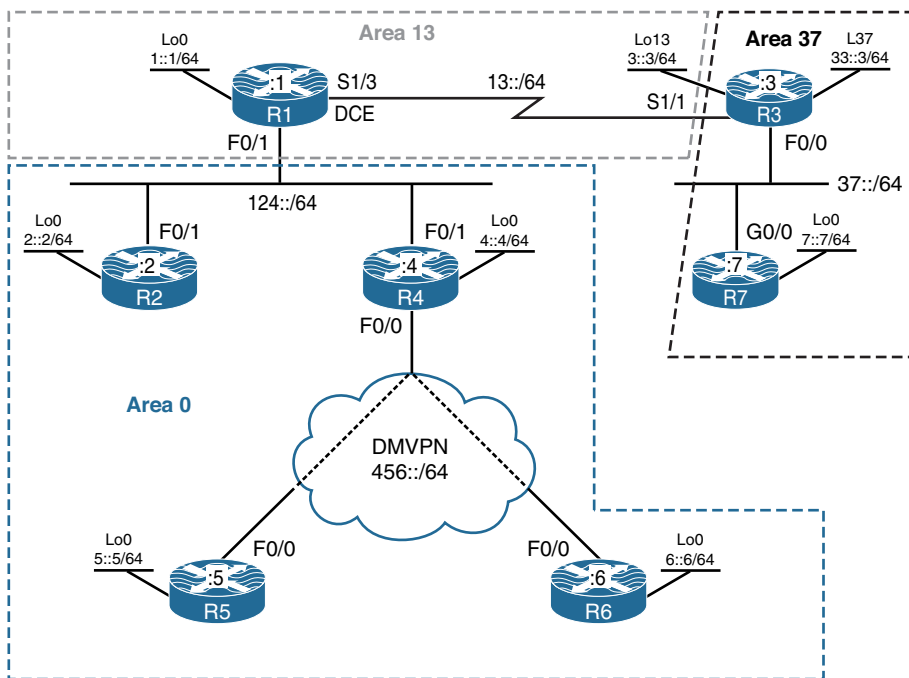 Area 13
Area 37
Lo0
1::1/64
:1
R1
S1/3
DCE
13::/64
Lo13
3::3/64
L37
33::3/64
S1/1
:3
R3
F0/1
F0/0
124::/64
37::/64
Lo0
2::2/64
F0/1
:2
R2
F0/1
Lo0
4::4/64
:4
R4
F0/0
G0/0
Lo0
7::7/64
:7
R7
Area 0
DMVPN
456::/64
Lo0
5::5/64
F0/0
:5
R5
F0/0
Lo0
6::6/64
:6
R6